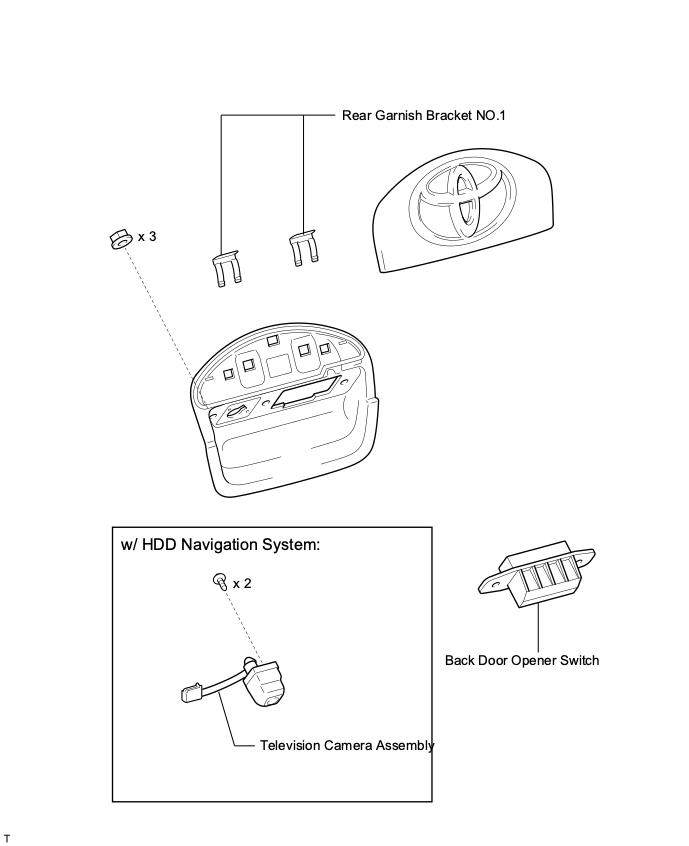 Rear Garnish Bracket NO.1
x 3
w/ HDD Navigation System:
x 2
Back Door Opener Switch
Television Camera Assembly
T